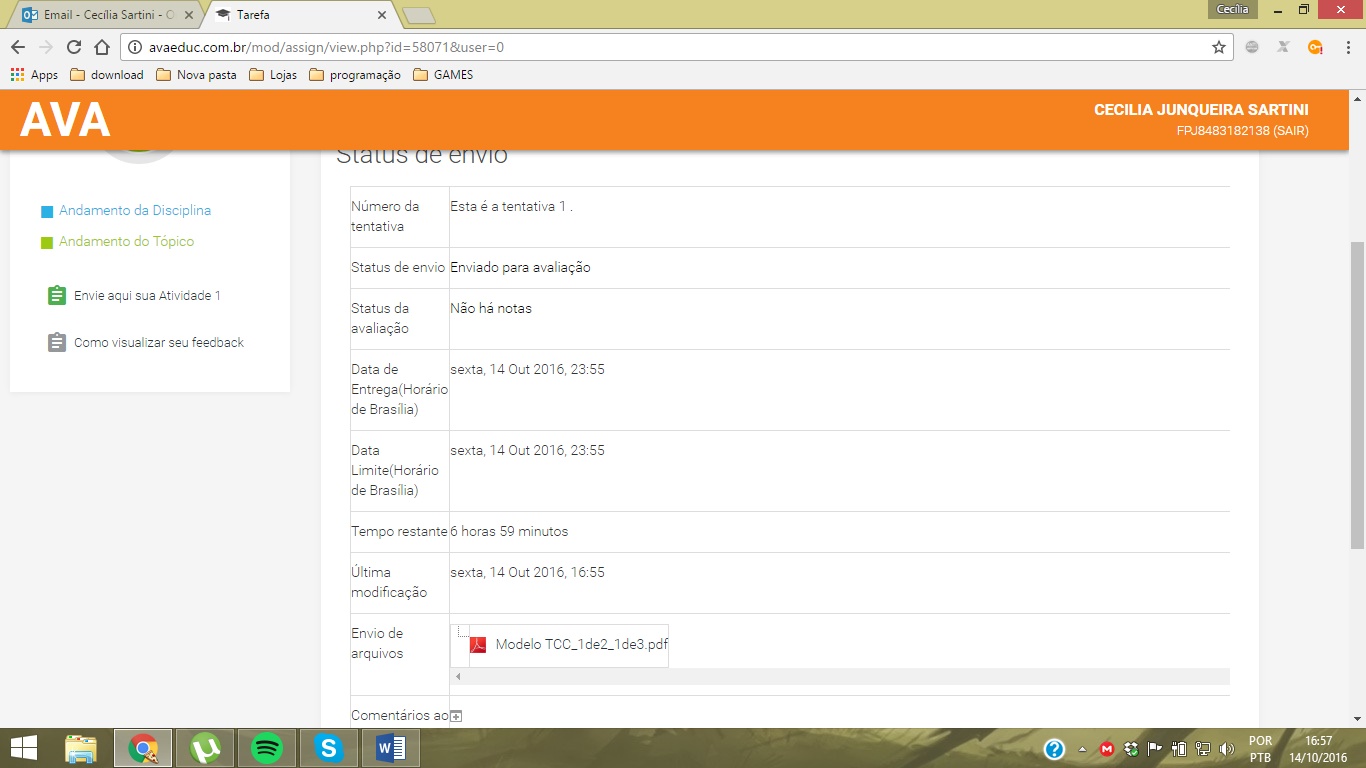 Email - Cecília Sartini - O
Tarefa
Cecília
avaeduc.com.br/mod/assign/view.php?id=58071&user=0
Apps download Nova pasta Lojas programação GAMES
AVA
CECILIA JUNQUEIRA SARTINI
FPJ8483182138 (SAIR)
Andamento da Disciplina
Andamento do Tópico
Envie aqui sua Atividade 1
Como visualizar seu feedback
Status de envio
Número da
tentativa
Esta é a tentativa 1 .
Status de envio
Enviado para avaliação
Status da
avaliação
Não há notas
Data de
Entrega(Horário
de Brasília)
sexta, 14 Out 2016, 23:55
Data
Limite(Horário
de Brasília)
sexta, 14 Out 2016, 23:55
Tempo restante
6 horas 59 minutos
Última
modificação
sexta, 14 Out 2016, 16:55
Envio de
arquivos
Modelo TCC_1de2_1de3.pdf
Comentários ao
POR
PTB
16:57
14/10/2016